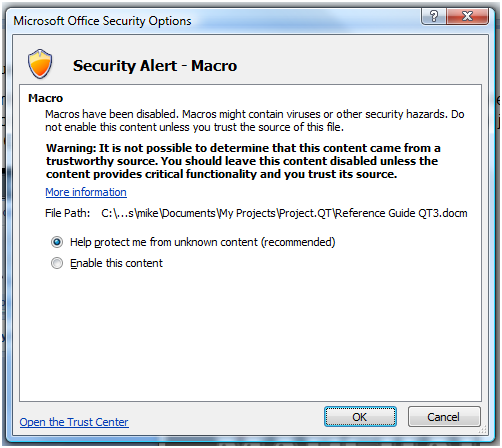 Microsoft Office Security Options
Security Alert - Macro
Macro
Macros have been disabled. Macros might contain viruses or other security hazards. Do
not enable this content unless you trust the source of this file.
Warning: It is not possible to determine that this content came from a
trustworthy source. You should leave this content disabled unless the
content provides critical functionality and you trust its source.
More information
File Path: C:\...s\mike\Documents\My Projects\Project.QT\Reference Guide QT3.docm
Help protect me from unknown content (recommended)
Enable this content
Open the Trust Center
OK
Cancel